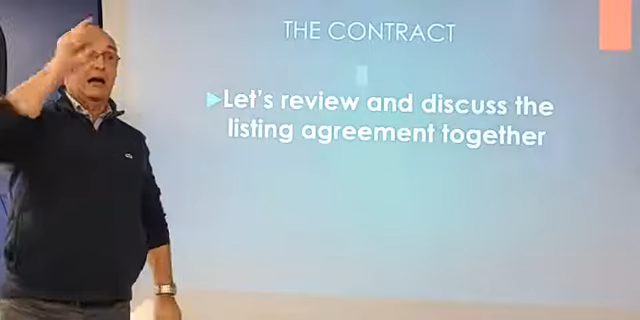 THE CONTRACT
Let's review and discuss the
listing agreement together